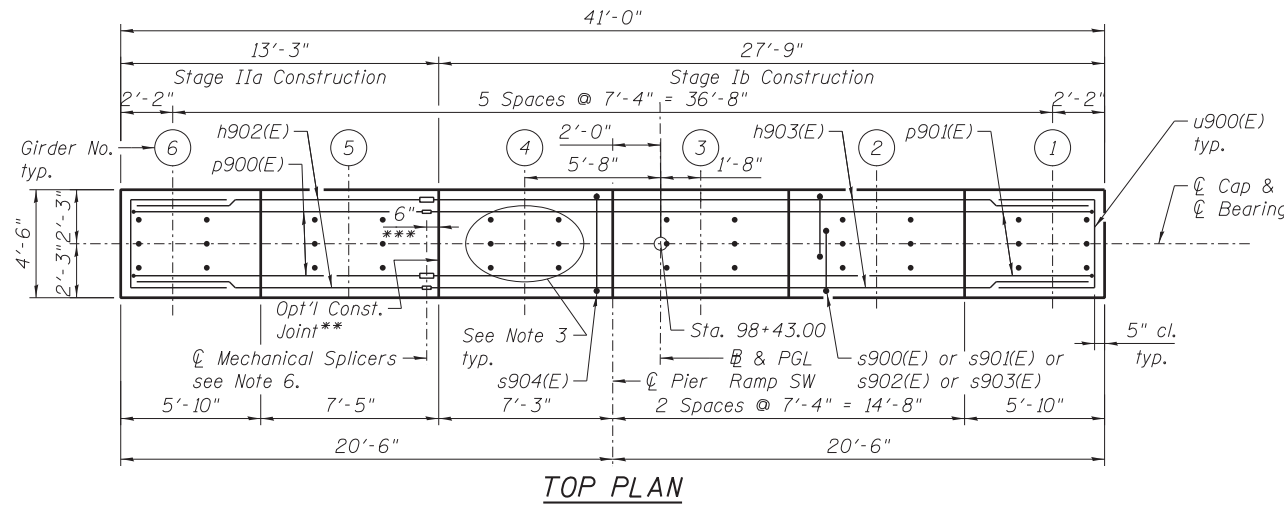 41'-0"
13'-3" 27'-9"
Stage IIa Construction Stage Ib Construction
2'-2" 5 Spaces @ 7'-4" = 36'-8" 2'-2"
h902(E) 2'-0" h903(E) p901(E) u900(E)
typ.
Girder No.
typ.
6 5 4 3 2 1
p900(E) 5'-8" 1'-8"
℄ Cap &
℄ Bearing
4'-6" 2'-3" 2'-3"
6"
***
Opt'l Const.
Joint**
See Note 3
typ.
Sta. 98+43.00
5" cl.
typ.
℄ Mechanical Splicers
see Note 6.
& PGL
s900(E) or s901(E) or
s902(E) or s903(E)
s904(E)
℄ Pier Ramp SW
5'-10" 7'-5" 7'-3" 2 Spaces @ 7'-4" = 14'-8" 5'-10"
20'-6" 20'-6"
TOP PLAN